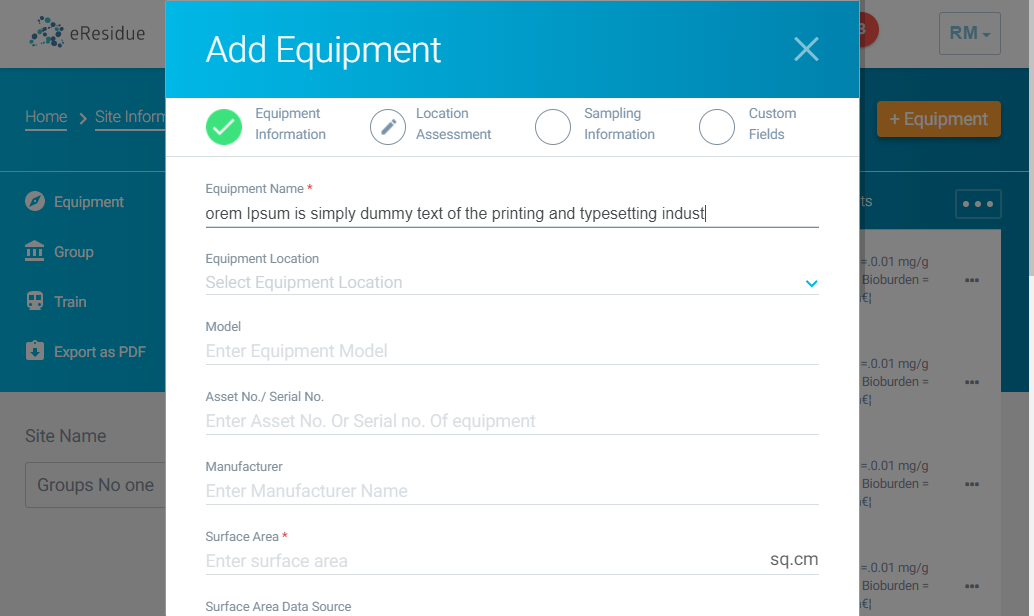 eResidue
3
RM
Add Equipment
Home
Site Inform
+ Equipment
Equipment
Information
Location
Assessment
Sampling
Information
Custom
Fields
Equipment
Group
Train
Export as PDF
Site Name
Groups No one
Equipment Name *
orem Ipsum is simply dummy text of the printing and typesetting indust
Equipment Location
Select Equipment Location
Model
Enter Equipment Model
Asset No./ Serial No.
Enter Asset No. Or Serial no. Of equipment
Manufacturer
Enter Manufacturer Name
Surface Area *
Enter surface area
sq.cm
Surface Area Data Source
ts
=.0.01 mg/g
Bioburden =
€¦
=.0.01 mg/g
Bioburden =
€¦
=.0.01 mg/g
Bioburden =
€¦
=.0.01 mg/g
Bioburden =
€¦